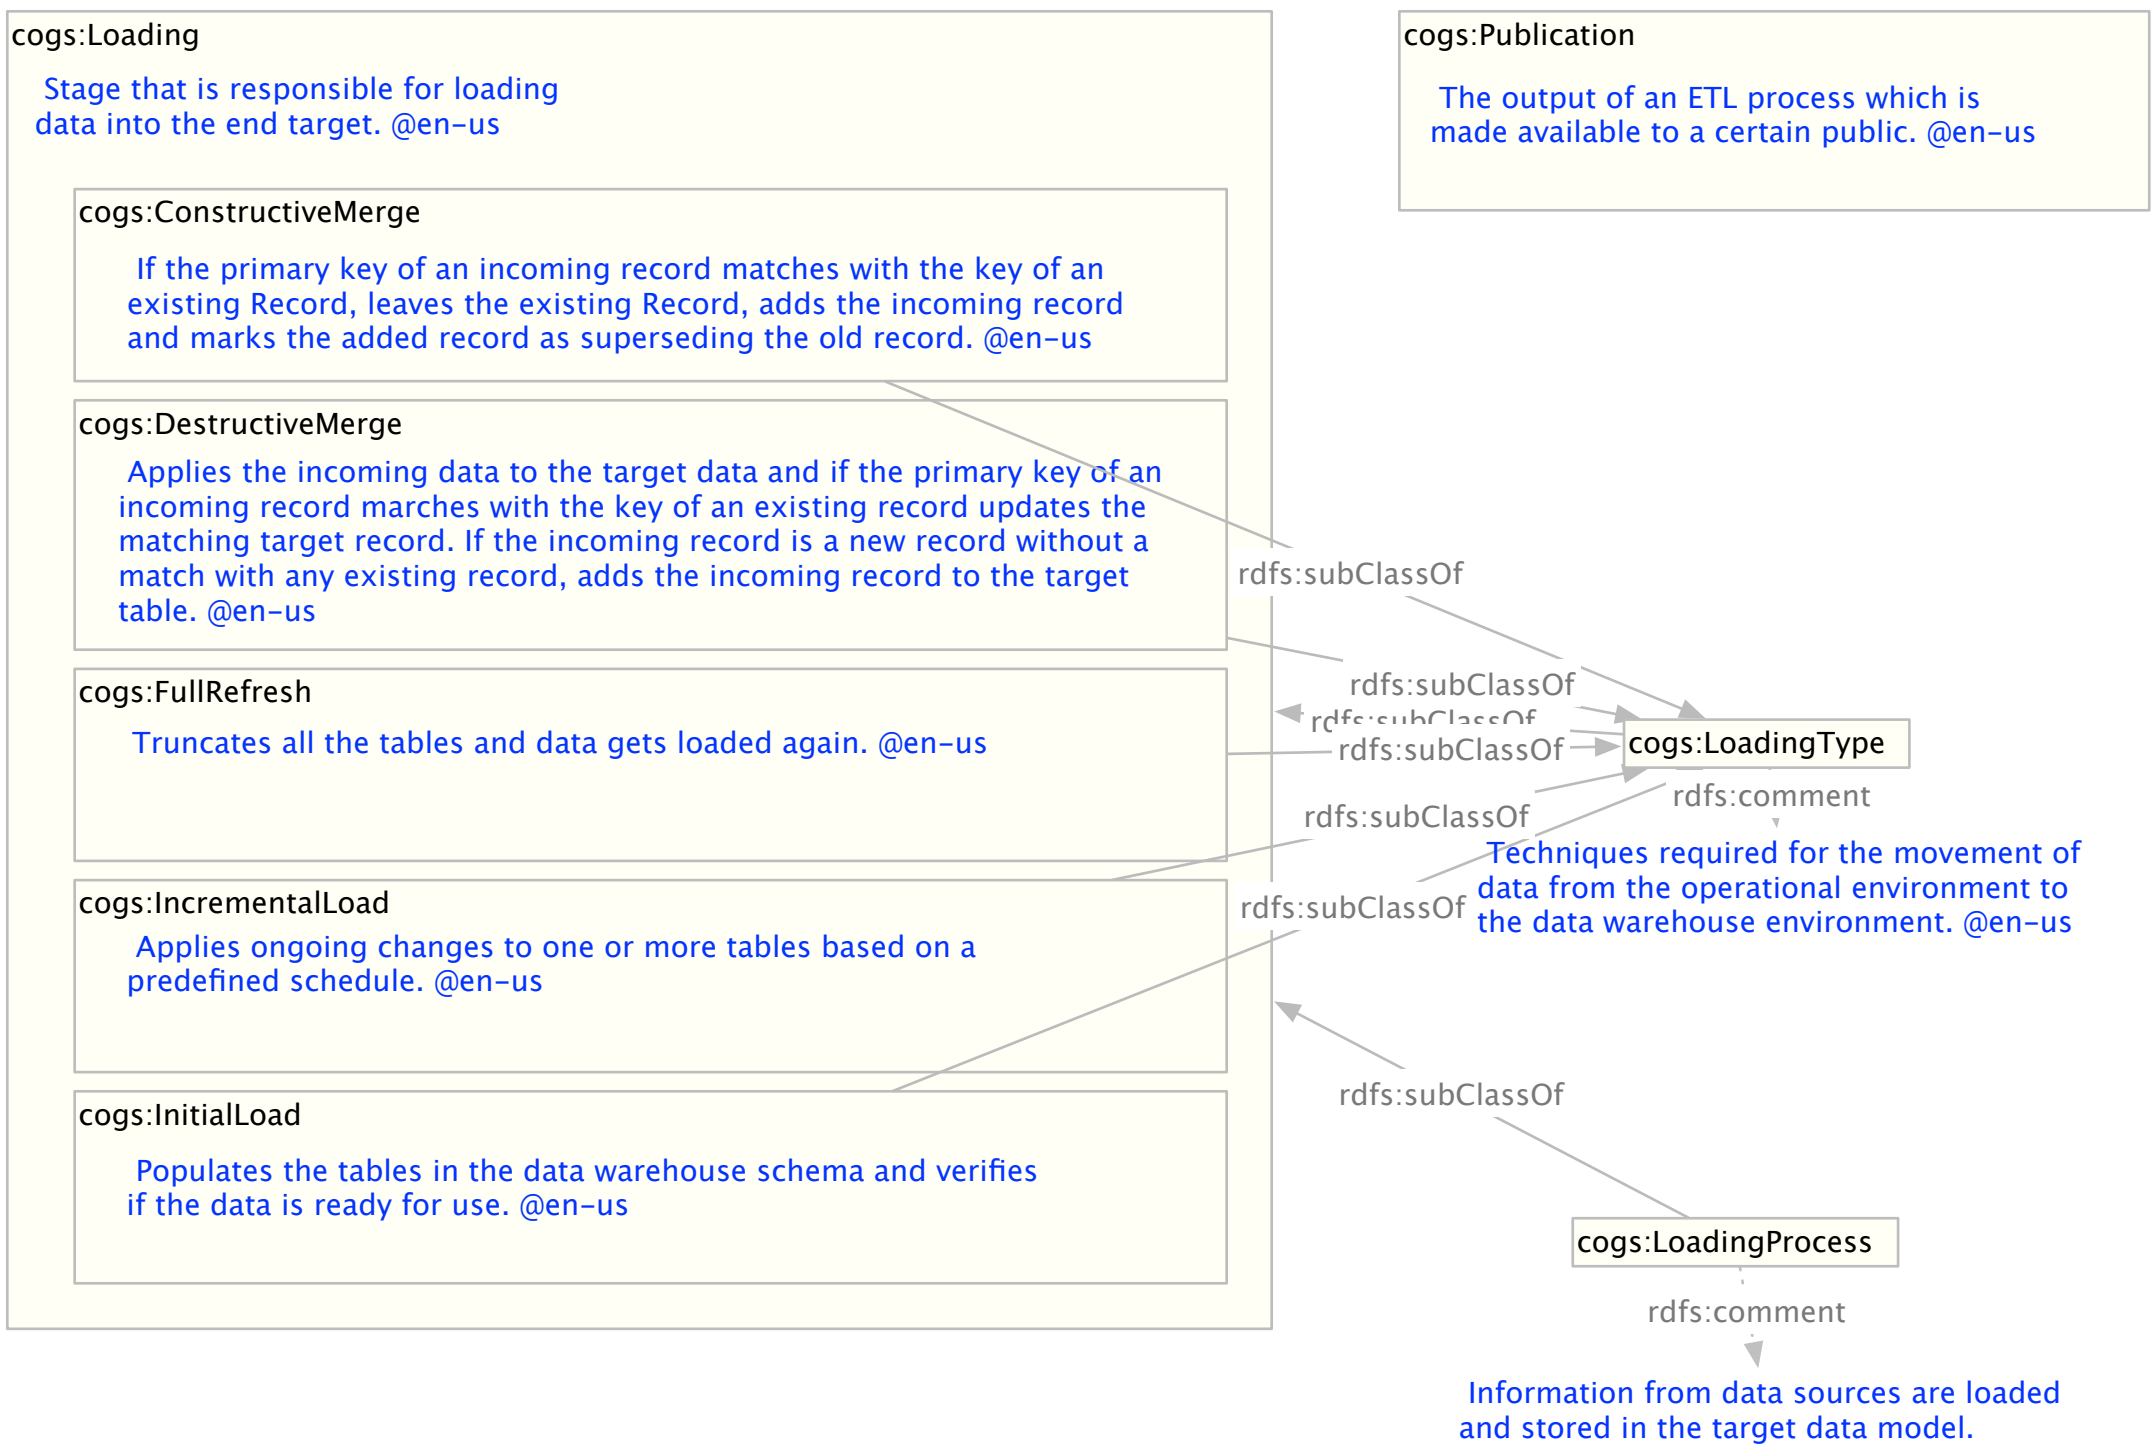 cogs:Loading
Stage that is responsible for loading
data into the end target. @en-us
cogs:ConstructiveMerge
If the primary key of an incoming record matches with the key of an
existing Record, leaves the existing Record, adds the incoming record
and marks the added record as superseding the old record. @en-us
cogs:DestructiveMerge
Applies the incoming data to the target data and if the primary key of an
incoming record marches with the key of an existing record updates the
matching target record. If the incoming record is a new record without a
match with any existing record, adds the incoming record to the target
table. @en-us
cogs:FullRefresh
Truncates all the tables and data gets loaded again. @en-us
cogs:IncrementalLoad
Applies ongoing changes to one or more tables based on a
predefined schedule. @en-us
cogs:InitialLoad
Populates the tables in the data warehouse schema and verifies
if the data is ready for use. @en-us
cogs:Publication
The output of an ETL process which is
made available to a certain public. @en-us
rdfs:subClassOf
rdfs:subClassOf
rdfs:subClassOf
rdfs:subClassOf
cogs:LoadingType
rdfs:comment
rdfs:subClassOf
Techniques required for the movement of
data from the operational environment to
the data warehouse environment. @en-us
rdfs:subClassOf
rdfs:subClassOf
cogs:LoadingProcess
rdfs:comment
Information from data sources are loaded
and stored in the target data model.